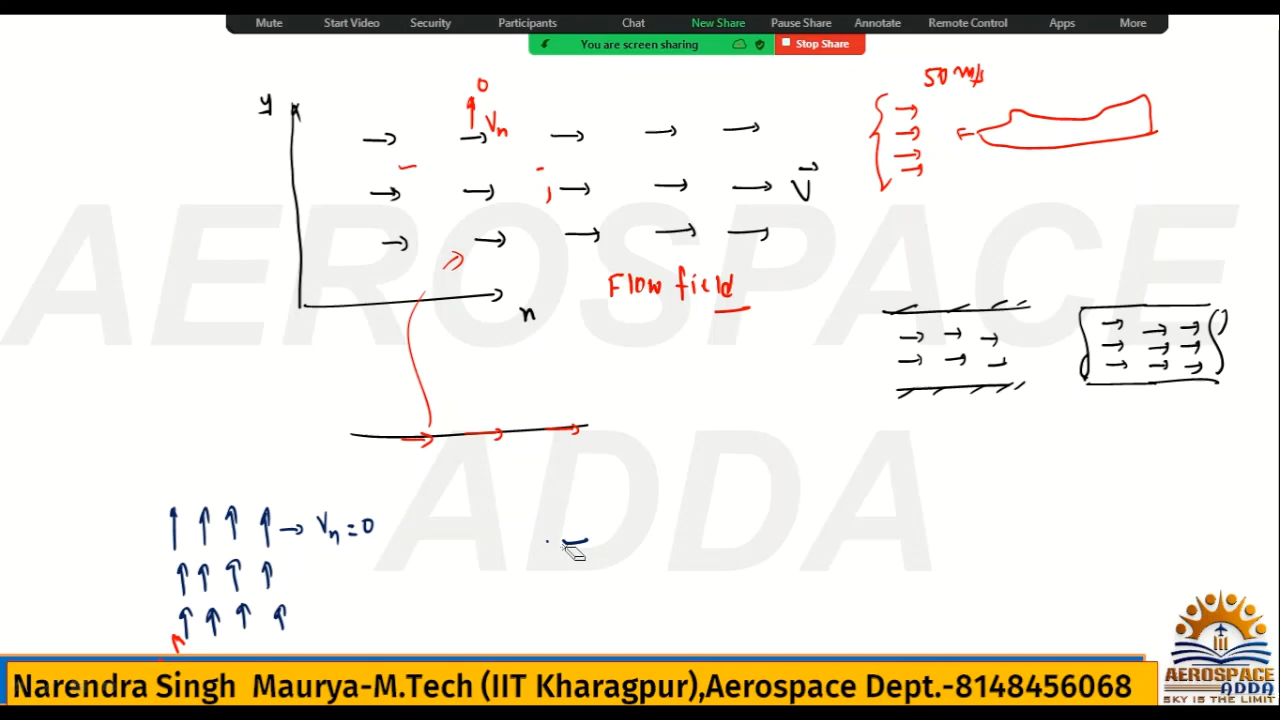 Mute Start Video Security Participants Chat New Share Pause Share Annotate Remote Control Apps More
You are screen sharing Stop Share
50 m/s
y
0
Vn
V
Flow field
n
AEROSPACE
ADDA
Vn = 0
Narendra Singh Maurya-M.Tech (IIT Kharagpur),Aerospace Dept.-8148456068
AEROSPACE
ADDA
SKY IS THE LIMIT